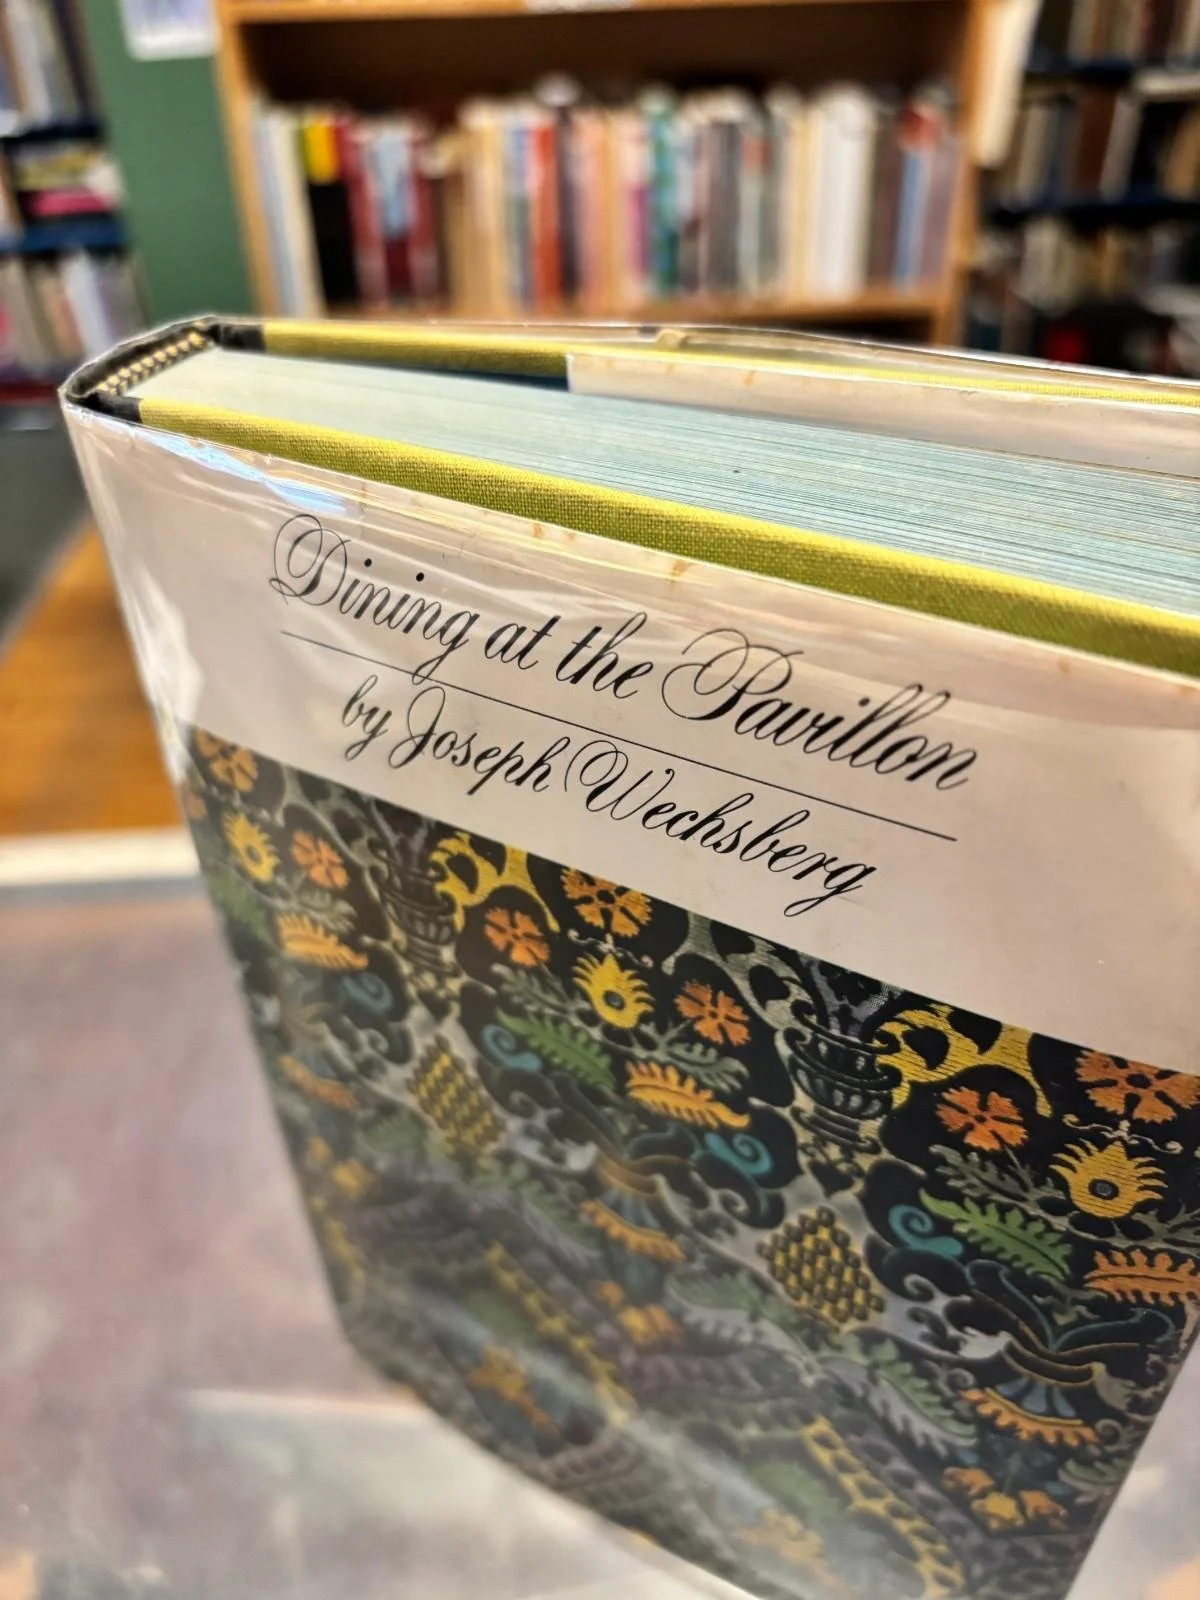 Dining at the Pavillon
by Joseph Wechsberg